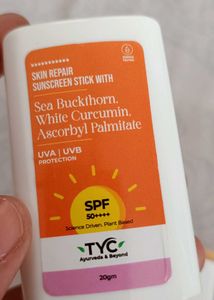 SKIN REPAIR
SUNSCREEN STICK WITH
Sea Buckthorn,
White Curcumin,
Ascorbyl Palmitate
UVA | UVB
PROTECTION
SPF
50++++
Science Driven, Plant Based
TYC
Ayurveda & Beyond
20gm